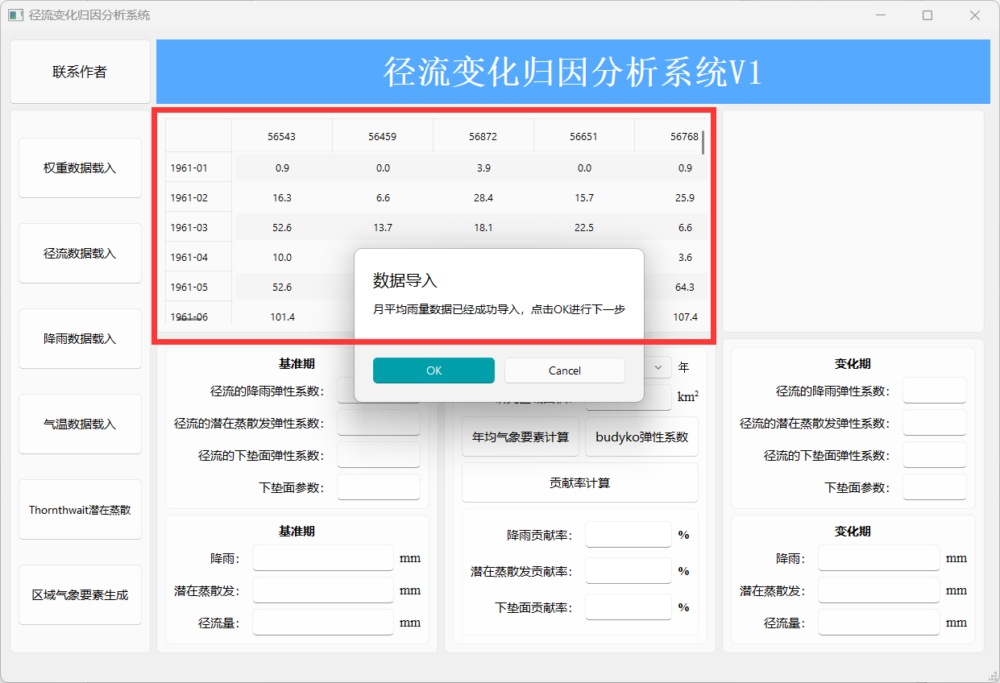 径流变化归因分析系统
联系作者
径流变化归因分析系统V1
权重数据载入
径流数据载入
降雨数据载入
气温数据载入
Thornthwait潜在蒸散
区域气象要素生成
56543 56459 56872 56651 56768
1961-01 0.9 0.0 3.9 0.0 0.9
1961-02 16.3 6.6 28.4 15.7 25.9
1961-03 52.6 13.7 18.1 22.5 6.6
1961-04 10.0 3.6
1961-05 52.6 64.3
1961-06 101.4 107.4
数据导入
月平均雨量数据已经成功导入，点击OK进行下一步
OK Cancel
基准期
径流的降雨弹性系数：
径流的潜在蒸散发弹性系数：
径流的下垫面弹性系数：
下垫面参数：
基准期
降雨： mm
潜在蒸散发： mm
径流量： mm
年
km²
年均气象要素计算 budyko弹性系数
贡献率计算
降雨贡献率： %
潜在蒸散发贡献率： %
下垫面贡献率： %
变化期
径流的降雨弹性系数：
径流的潜在蒸散发弹性系数：
径流的下垫面弹性系数：
下垫面参数：
变化期
降雨： mm
潜在蒸散发： mm
径流量： mm